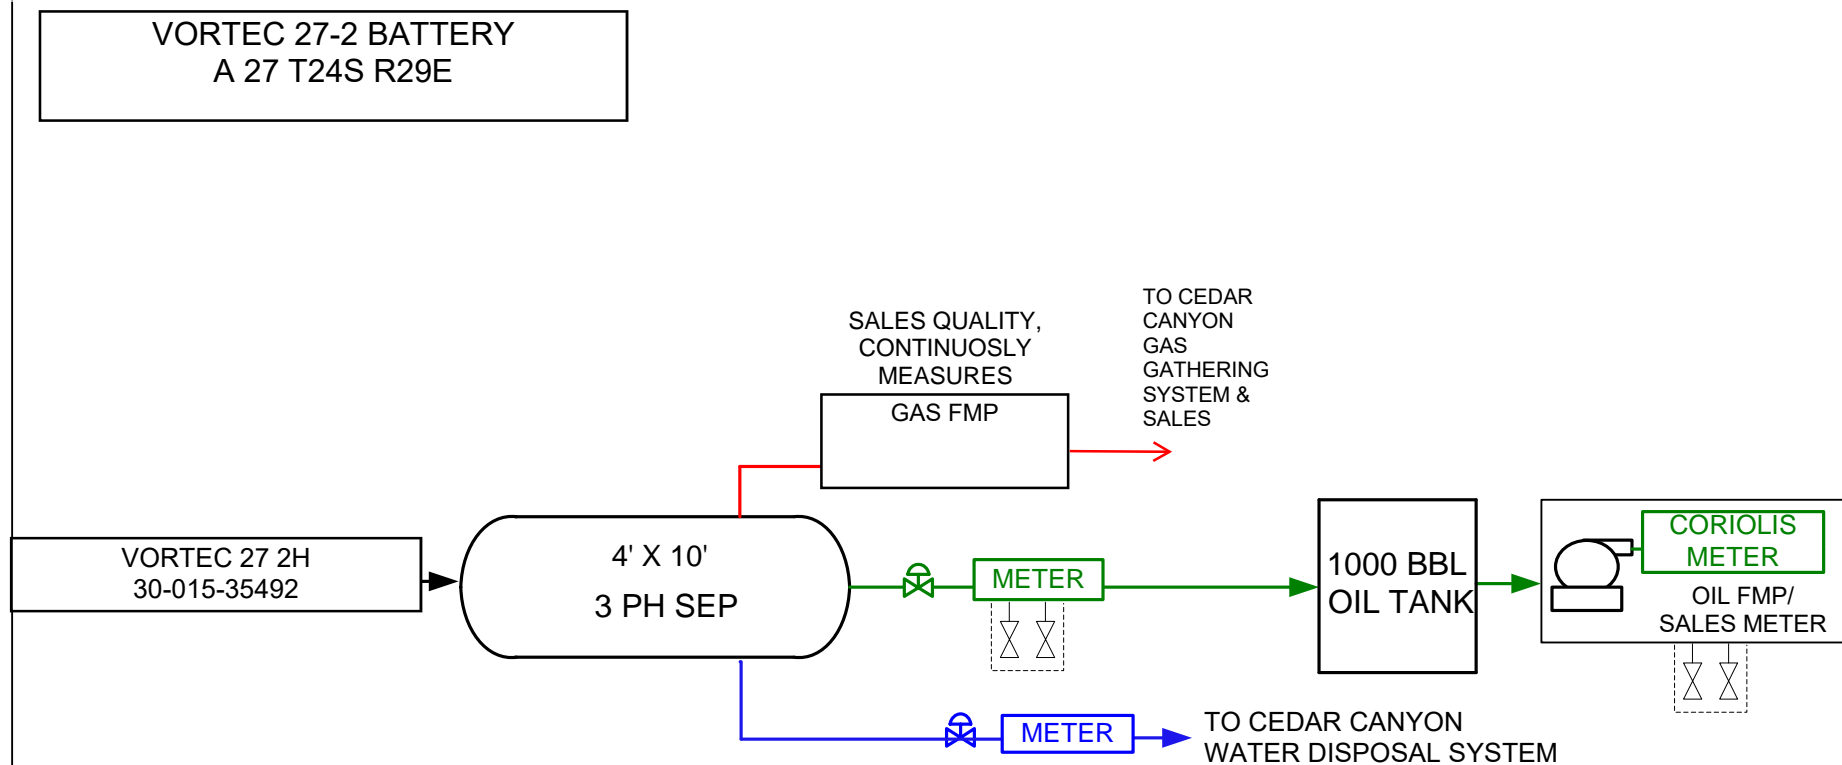 VORTEC 27-2 BATTERY
A 27 T24S R29E
SALES QUALITY,
CONTINUOSLY
MEASURES
GAS FMP
TO CEDAR
CANYON
GAS
GATHERING
SYSTEM &
SALES
VORTEC 27 2H
30-015-35492
4' X 10'
3 PH SEP
METER
1000 BBL
OIL TANK
CORIOLIS
METER
OIL FMP/
SALES METER
METER
TO CEDAR CANYON
WATER DISPOSAL SYSTEM